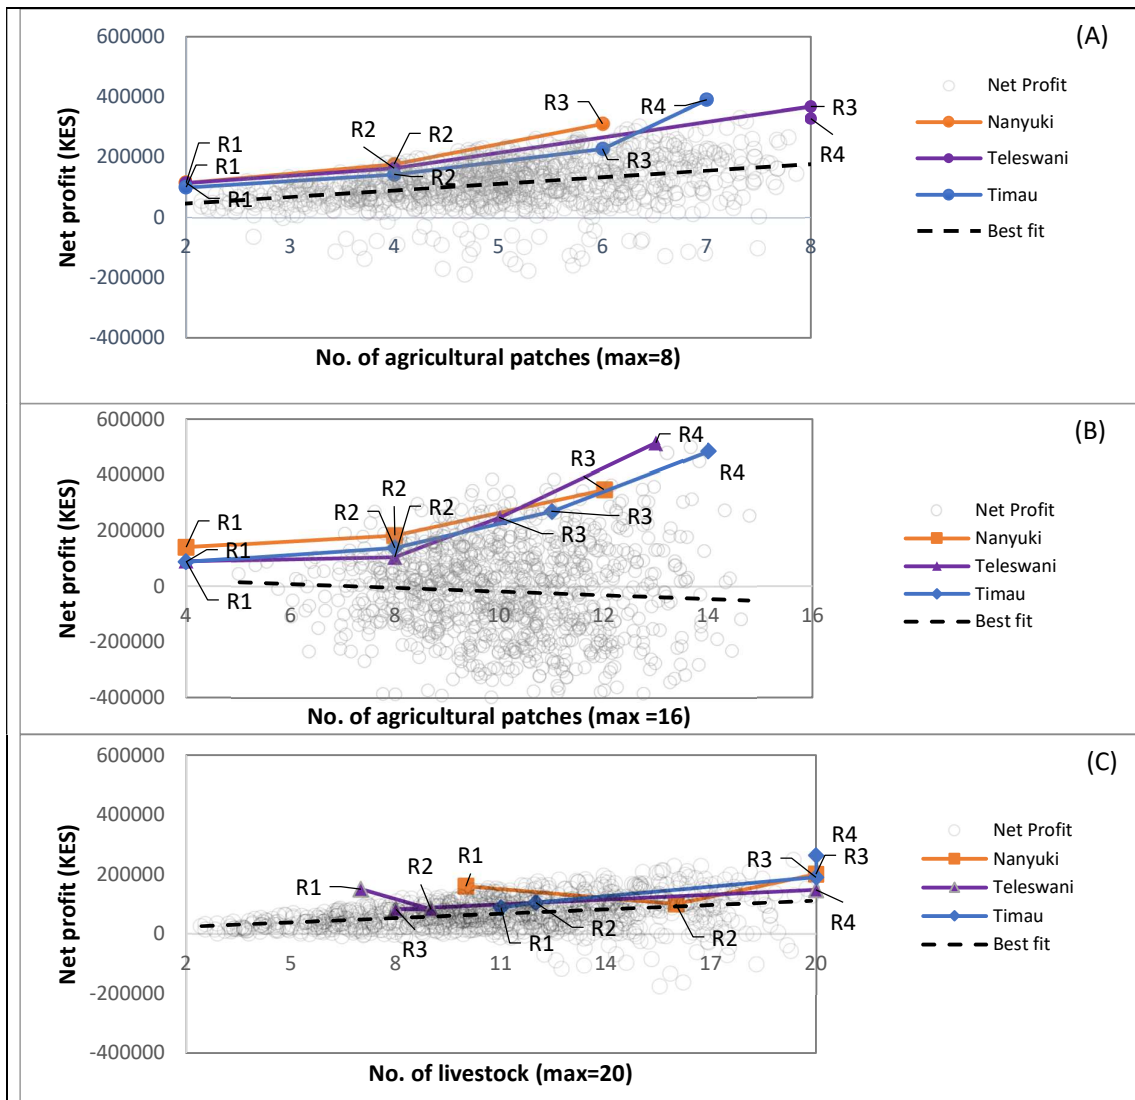 (A)
600000
400000
200000
0
-200000
-400000
Net profit (KES)
R1
R1
R1
R2
R2
R2
R3
R4
R3
R3
R4
2
3
4
5
6
7
8
No. of agricultural patches (max=8)
Net Profit
Nanyuki
Teleswani
Timau
Best fit
(B)
600000
400000
200000
0
-200000
-400000
Net profit (KES)
R1
R1
R1
R2
R2
R2
R3
R3
R3
R4
R4
4
6
8
10
12
14
16
No. of agricultural patches (max =16)
Net Profit
Nanyuki
Teleswani
Timau
Best fit
(C)
600000
400000
200000
0
-200000
-400000
Net profit (KES)
R1
R2
R1
R3
R1
R2
R2
R3
R4
R3
R4
2
5
8
11
14
17
20
No. of livestock (max=20)
Net Profit
Nanyuki
Teleswani
Timau
Best fit